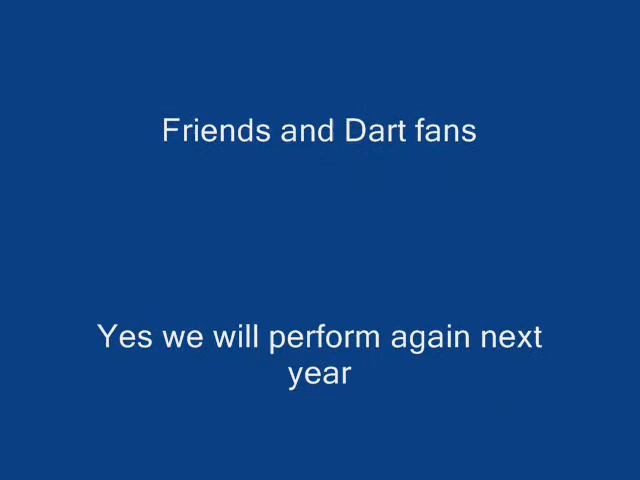 Friends and Dart fans
Yes we will perform again next
year